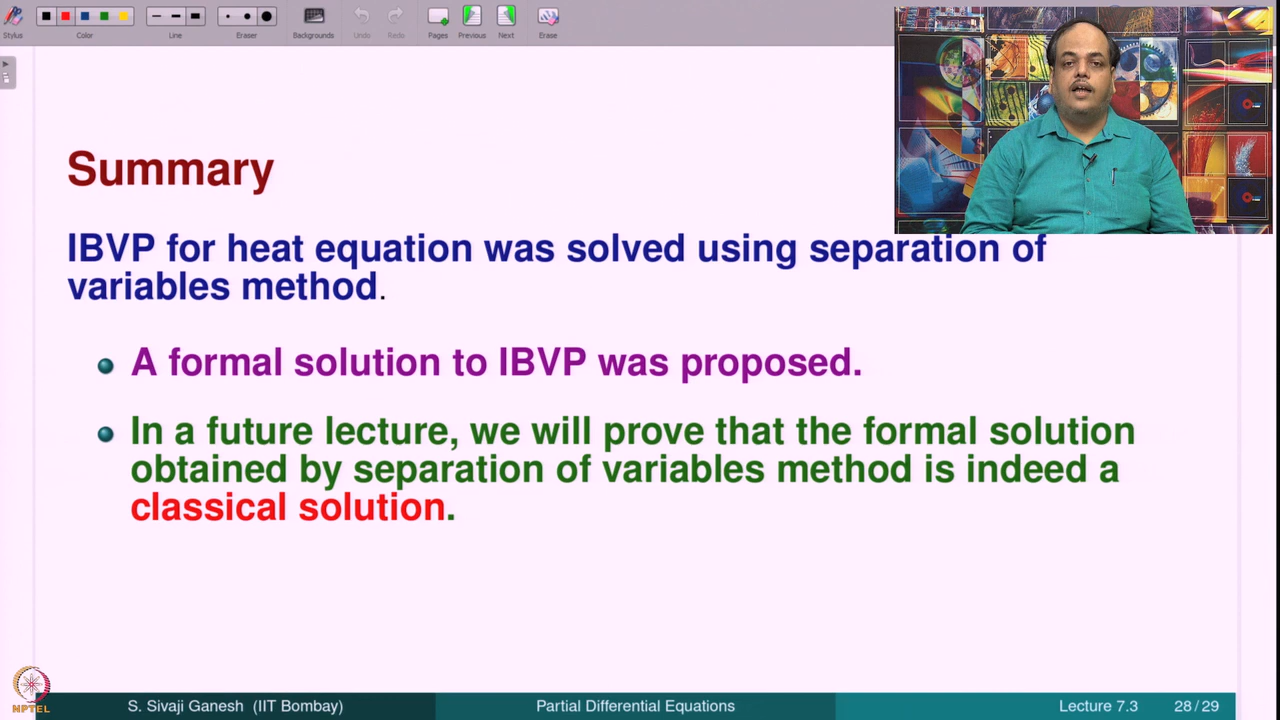 Stylus Color Line Eraser Backgrounds Undo Redo Pages Previous Next Erase
Summary
IBVP for heat equation was solved using separation of
variables method.
A formal solution to IBVP was proposed.
In a future lecture, we will prove that the formal solution
obtained by separation of variables method is indeed a
classical solution.
NPTEL
S. Sivaji Ganesh (IIT Bombay) Partial Differential Equations Lecture 7.3 28/29